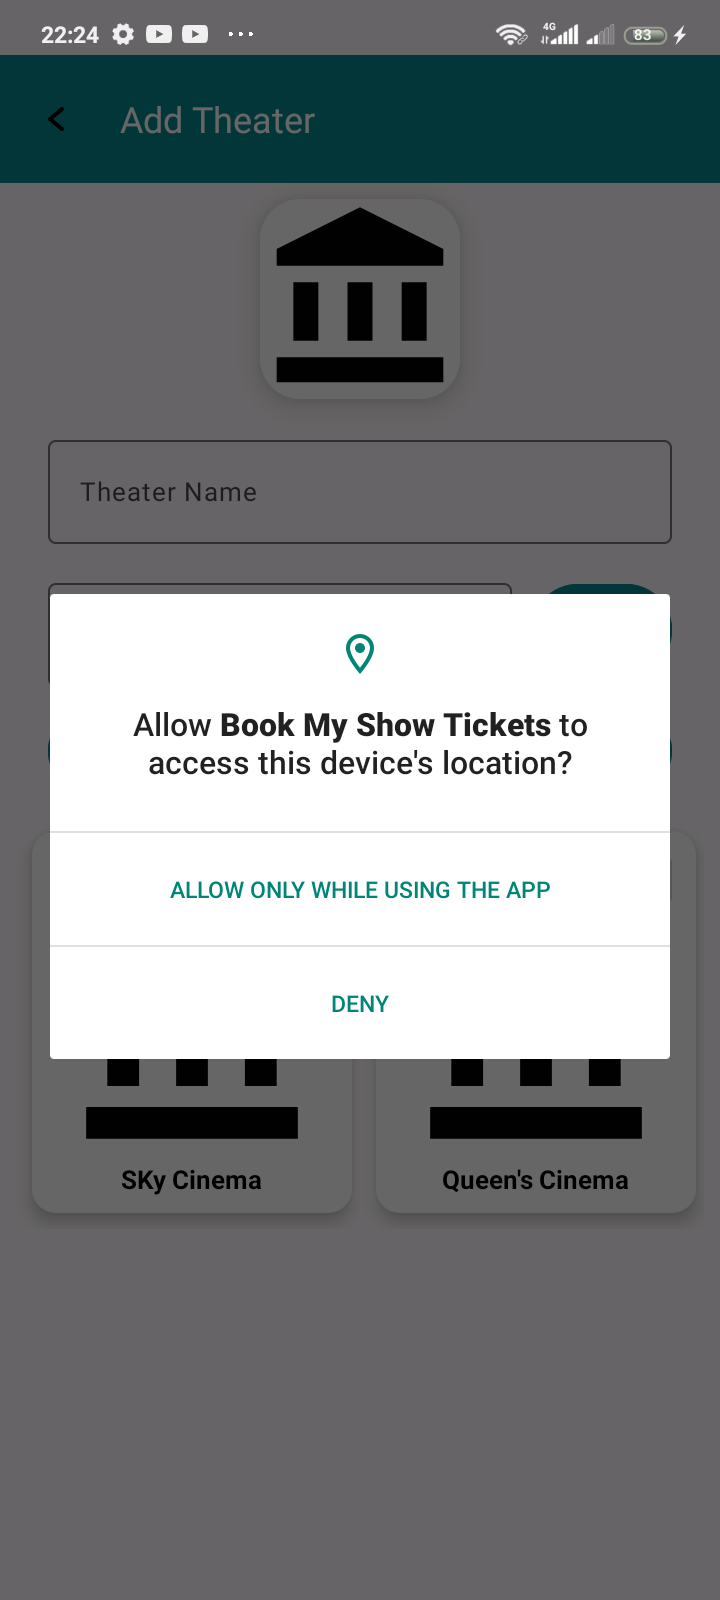 22:24
4G
83
Add Theater
Theater Name
Allow Book My Show Tickets to
access this device's location?
ALLOW ONLY WHILE USING THE APP
DENY
SKy Cinema
Queen's Cinema